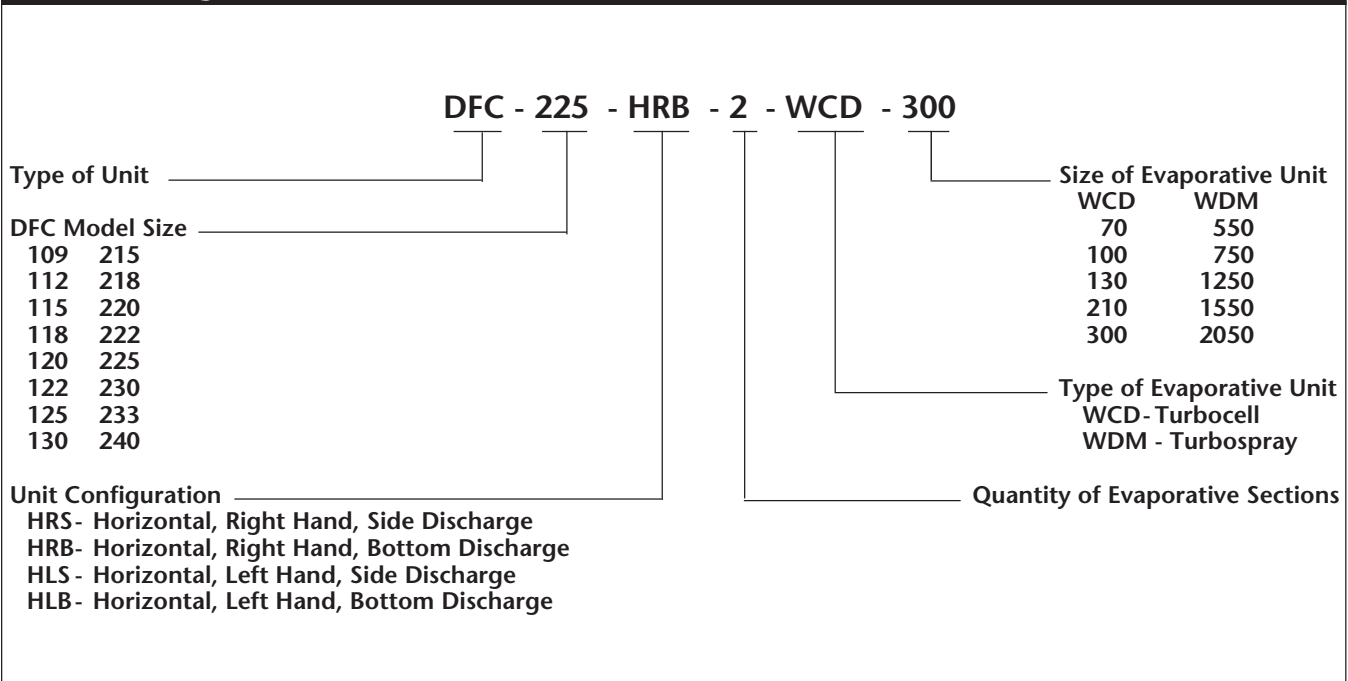 DFC - 225 - HRB - 2 - WCD - 300
Type of Unit
DFC Model Size
109 215
112 218
115 220
118 222
120 225
122 230
125 233
130 240
Unit Configuration
HRS- Horizontal, Right Hand, Side Discharge
HRB- Horizontal, Right Hand, Bottom Discharge
HLS - Horizontal, Left Hand, Side Discharge
HLB- Horizontal, Left Hand, Bottom Discharge
Size of Evaporative Unit
WCD WDM
70 550
100 750
130 1250
210 1550
300 2050
Type of Evaporative Unit
WCD- Turbocell
WDM - Turbospray
Quantity of Evaporative Sections